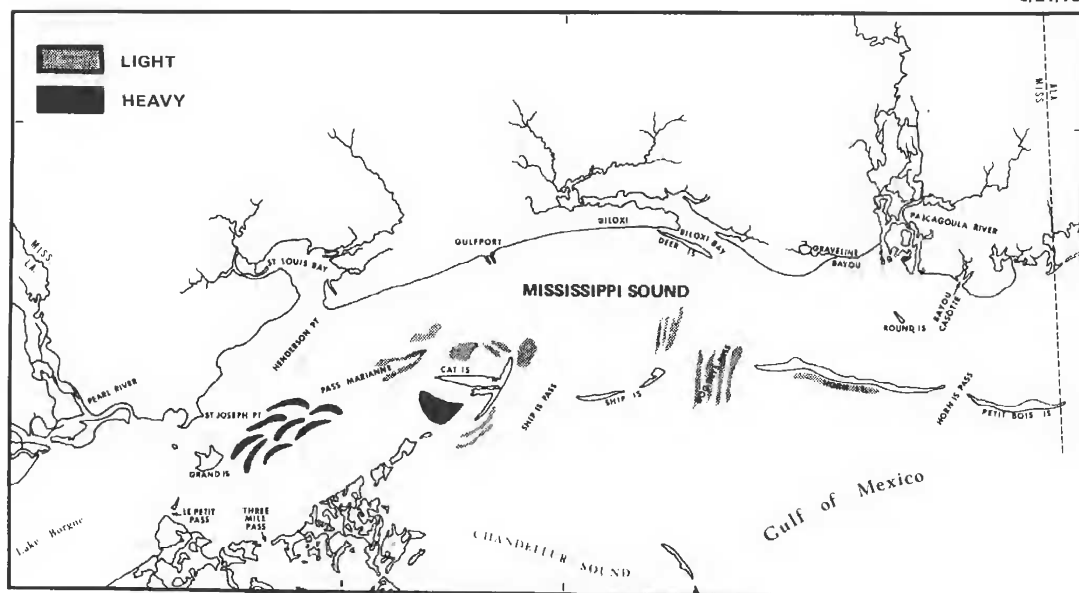 LIGHT
HEAVY
MISS
ALA
MISS
LA.
ST LOUIS BAY
GULFPORT
BILOXI
BILOXI BAY
DEER IS
GRAVELINE
BAYOU
PASCAGOULA RIVER
BAYOU
CASOTTE
ROUND IS
MISSISSIPPI SOUND
HENDERSON PT
PASS MARIANNE
CAT IS
SHIP IS PASS
SHIP IS
HORN IS
HORN IS PASS
PETIT BOIS IS
PEARL RIVER
ST JOSEPH PT
GRAND IS
LE PETIT
PASS
THREE
MILE
PASS
Lake Borgne
CHANDELEUR SOUND
Gulf of Mexico